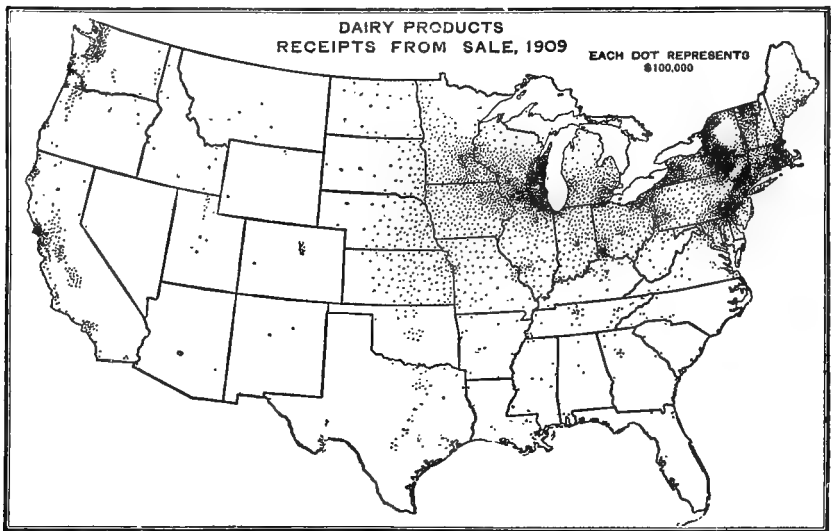 DAIRY PRODUCTS
RECEIPTS FROM SALE, 1909
EACH DOT REPRESENTS
$100,000